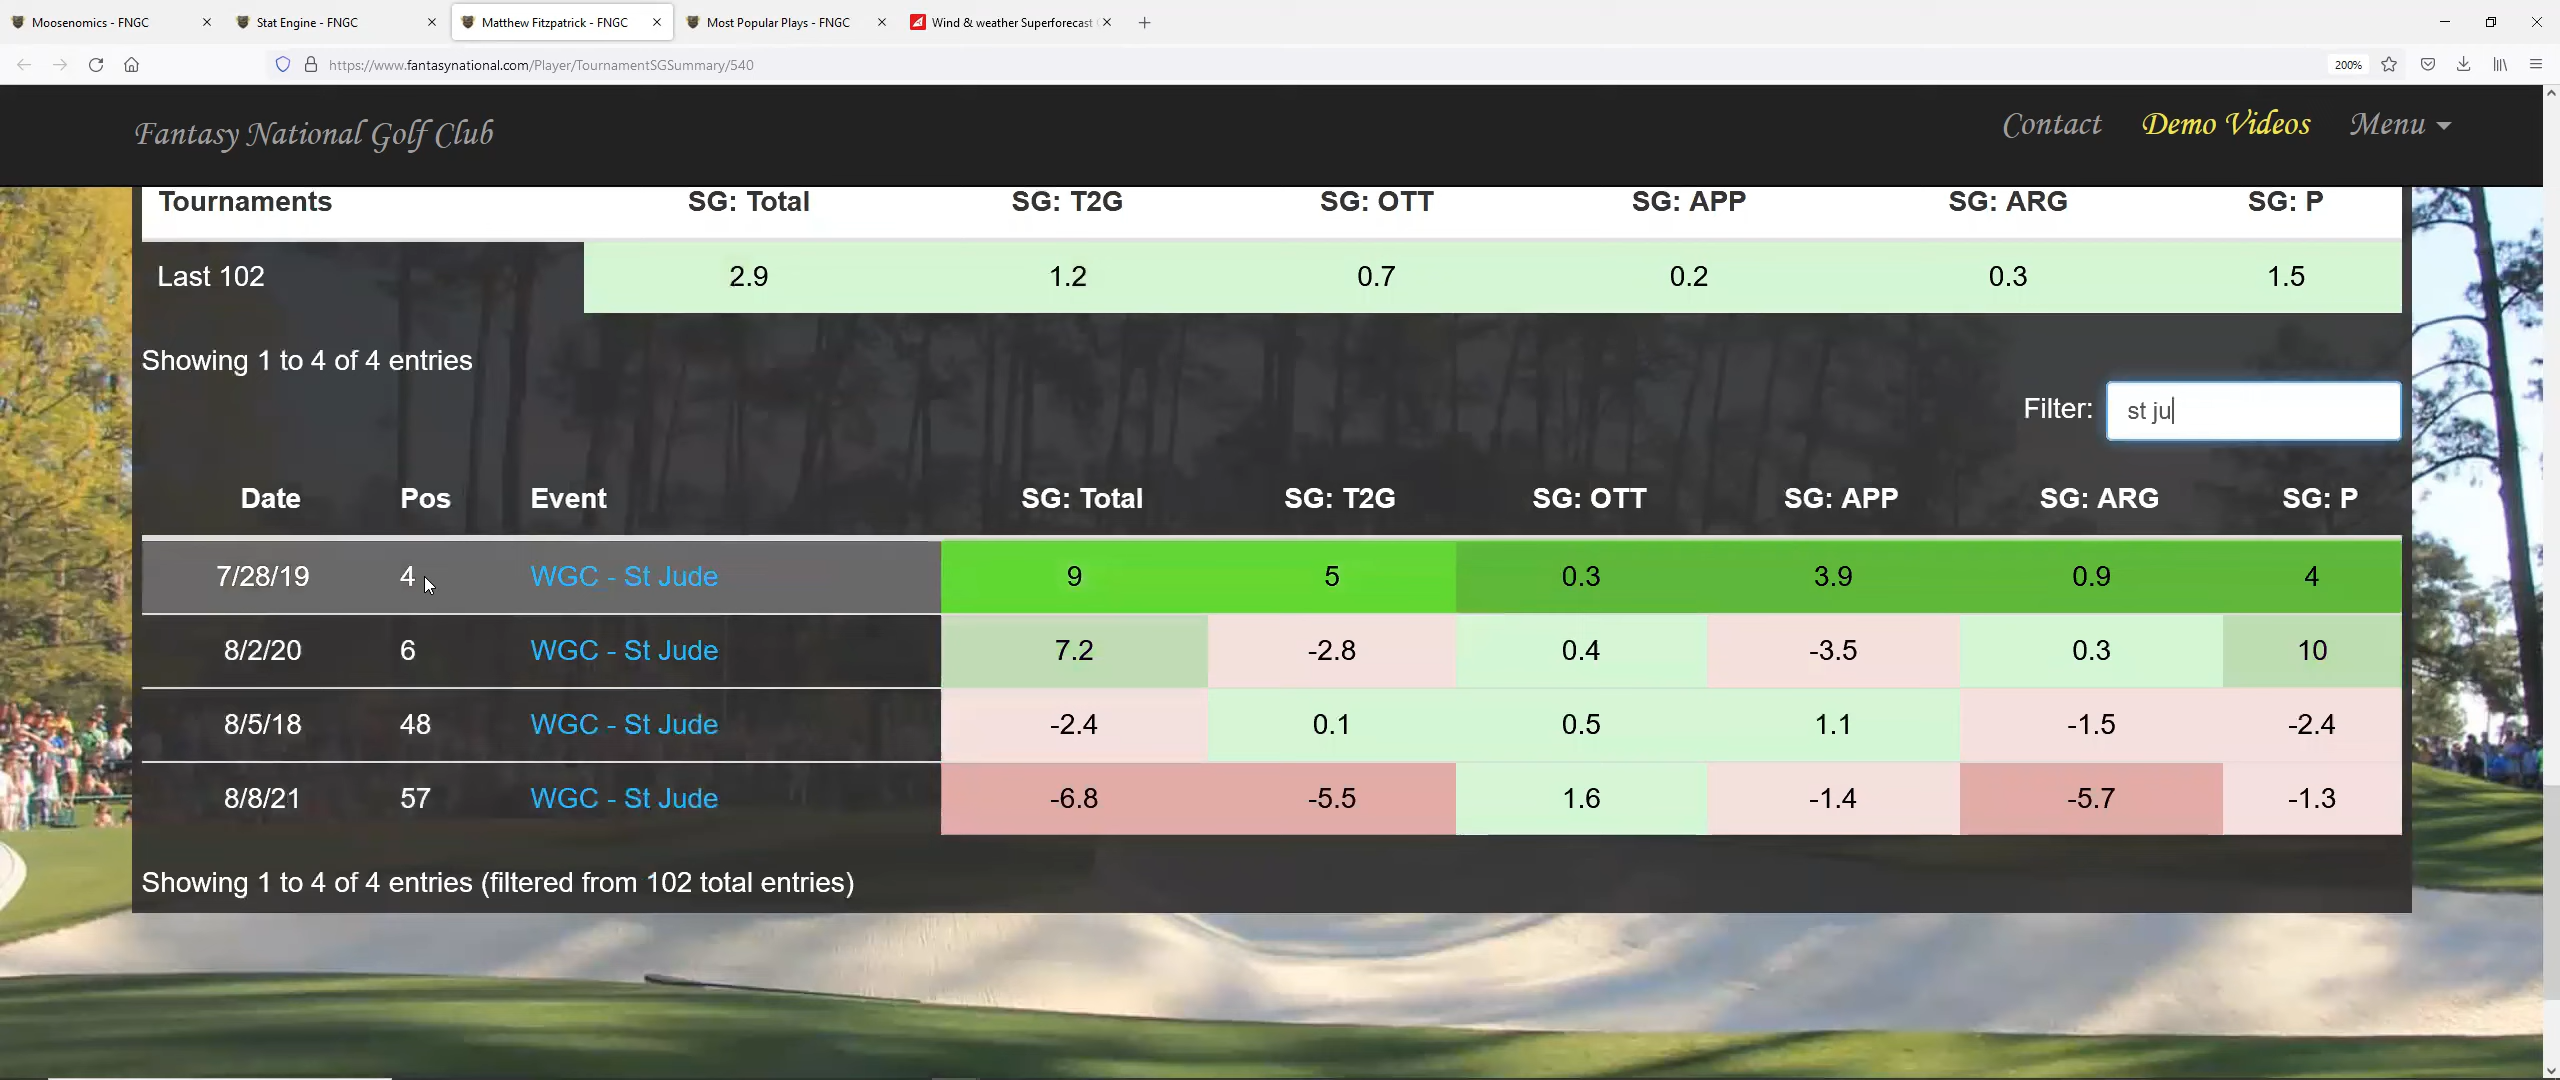 Moosenomics - FNGC
Stat Engine - FNGC
Matthew Fitzpatrick - FNGC
Most Popular Plays - FNGC
Wind & weather Superforecast
https://www.fantasynational.com/Player/TournamentSGSummary/540
200%
Fantasy National Golf Club
Contact Demo Videos Menu
Tournaments SG: Total SG: T2G SG: OTT SG: APP SG: ARG SG: P
Last 102 2.9 1.2 0.7 0.2 0.3 1.5
Showing 1 to 4 of 4 entries
Filter: st ju
Date Pos Event SG: Total SG: T2G SG: OTT SG: APP SG: ARG SG: P
7/28/19 4 WGC - St Jude 9 5 0.3 3.9 0.9 4
8/2/20 6 WGC - St Jude 7.2 -2.8 0.4 -3.5 0.3 10
8/5/18 48 WGC - St Jude -2.4 0.1 0.5 1.1 -1.5 -2.4
8/8/21 57 WGC - St Jude -6.8 -5.5 1.6 -1.4 -5.7 -1.3
Showing 1 to 4 of 4 entries (filtered from 102 total entries)